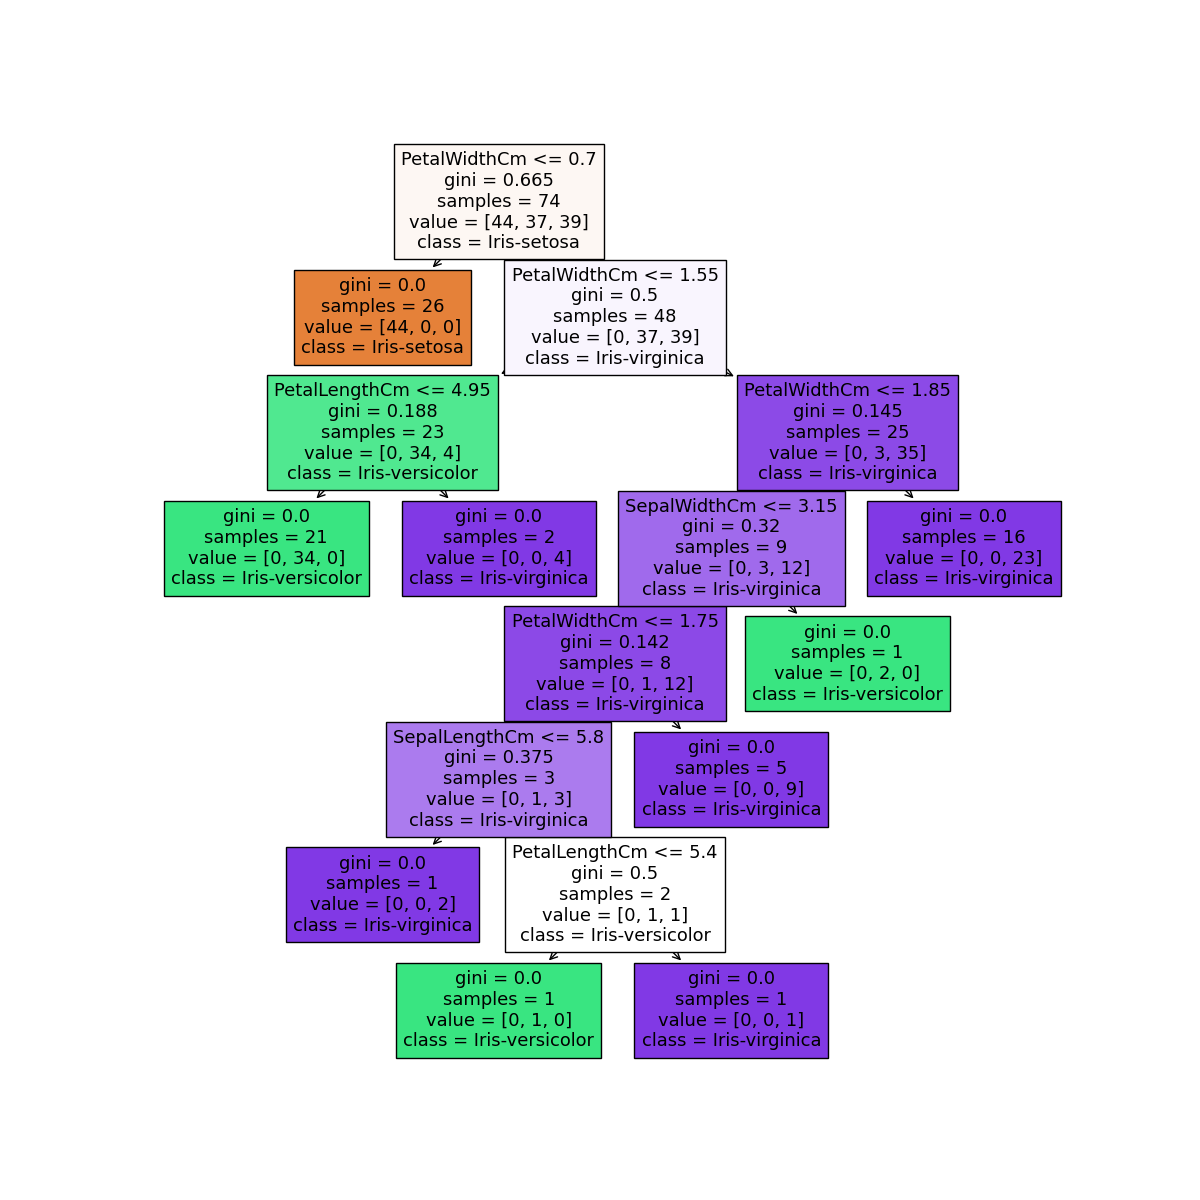 PetalWidthCm <= 0.7
gini = 0.665
samples = 74
value = [44, 37, 39]
class = Iris-setosa
gini = 0.0
samples = 26
value = [44, 0, 0]
class = Iris-setosa
PetalWidthCm <= 1.55
gini = 0.5
samples = 48
value = [0, 37, 39]
class = Iris-virginica
PetalLengthCm <= 4.95
gini = 0.188
samples = 23
value = [0, 34, 4]
class = Iris-versicolor
PetalWidthCm <= 1.85
gini = 0.145
samples = 25
value = [0, 3, 35]
class = Iris-virginica
gini = 0.0
samples = 21
value = [0, 34, 0]
class = Iris-versicolor
gini = 0.0
samples = 2
value = [0, 0, 4]
class = Iris-virginica
SepalWidthCm <= 3.15
gini = 0.32
samples = 9
value = [0, 3, 12]
class = Iris-virginica
gini = 0.0
samples = 16
value = [0, 0, 23]
class = Iris-virginica
PetalWidthCm <= 1.75
gini = 0.142
samples = 8
value = [0, 1, 12]
class = Iris-virginica
gini = 0.0
samples = 1
value = [0, 2, 0]
class = Iris-versicolor
SepalLengthCm <= 5.8
gini = 0.375
samples = 3
value = [0, 1, 3]
class = Iris-virginica
gini = 0.0
samples = 5
value = [0, 0, 9]
class = Iris-virginica
gini = 0.0
samples = 1
value = [0, 0, 2]
class = Iris-virginica
PetalLengthCm <= 5.4
gini = 0.5
samples = 2
value = [0, 1, 1]
class = Iris-versicolor
gini = 0.0
samples = 1
value = [0, 1, 0]
class = Iris-versicolor
gini = 0.0
samples = 1
value = [0, 0, 1]
class = Iris-virginica